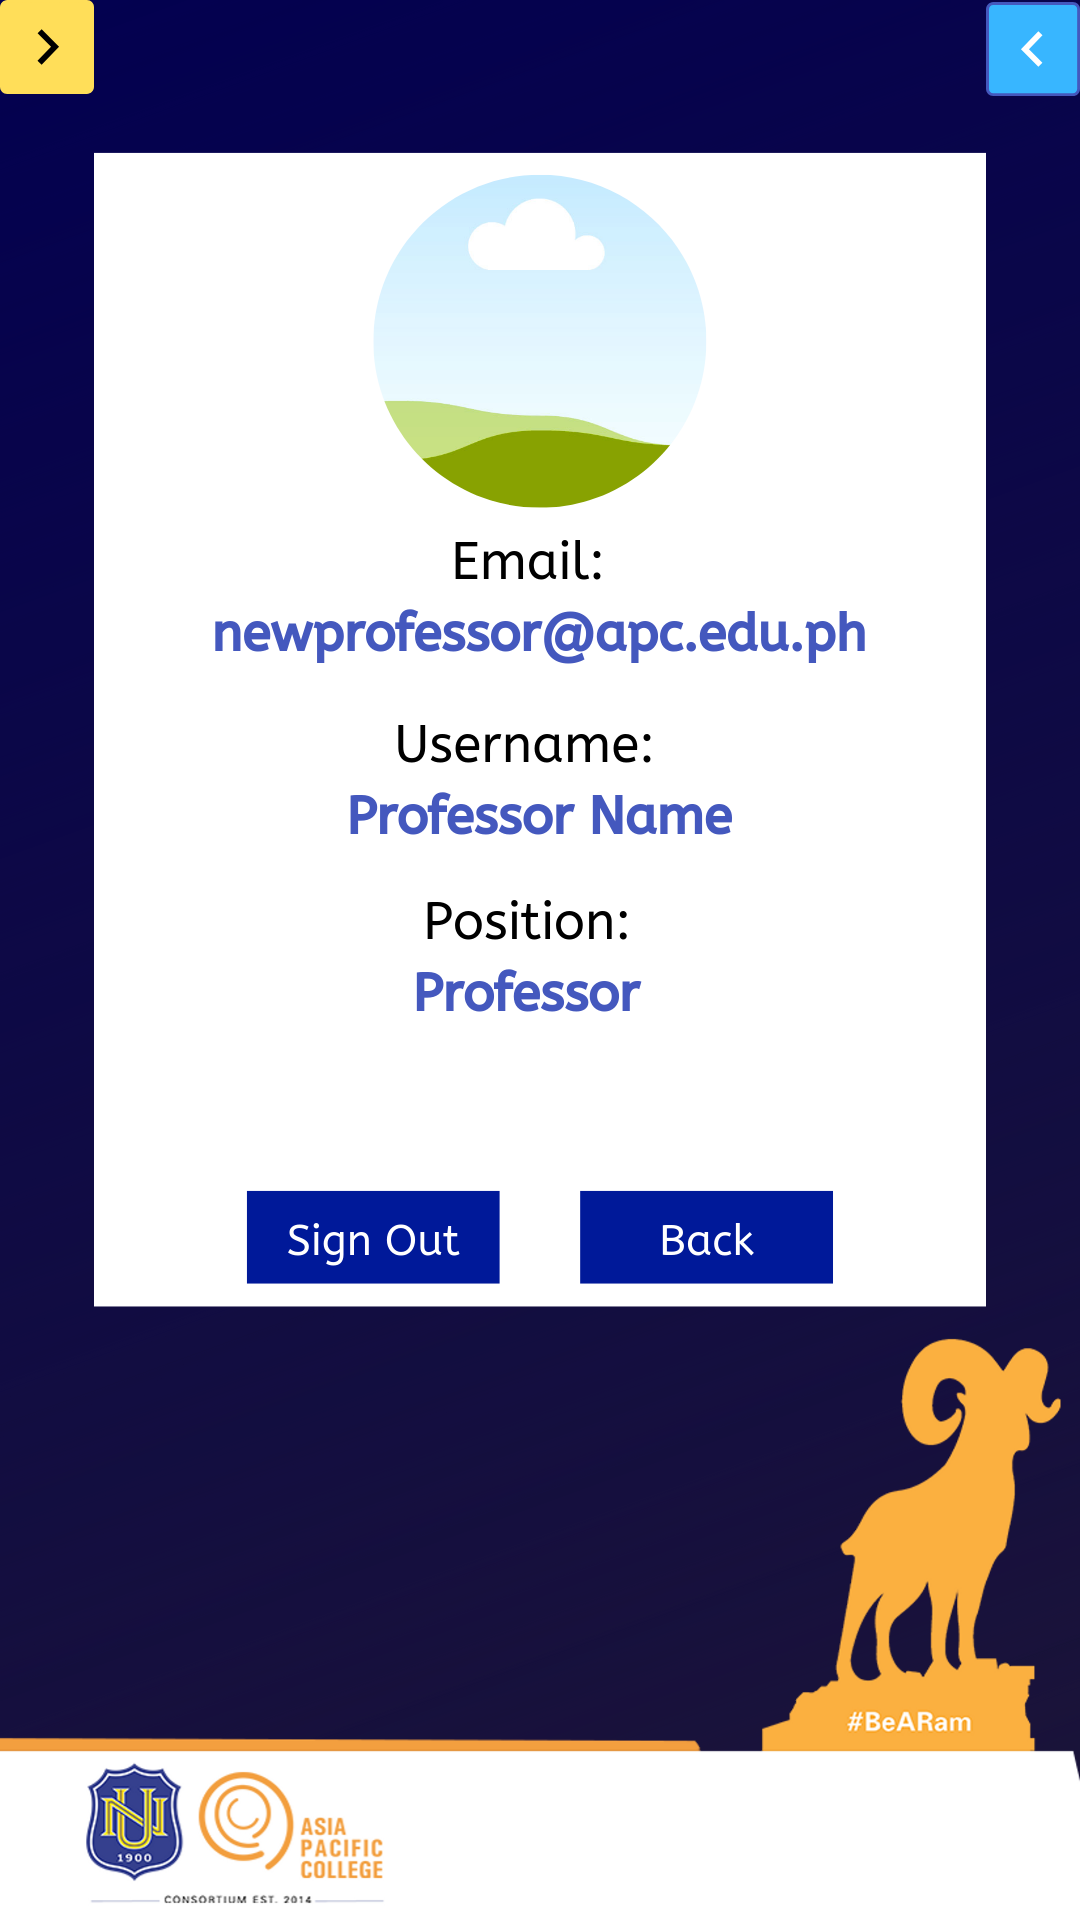 Email:
newprofessor@apc.edu.ph
Username:
Professor Name
Position:
Professor
Sign Out
Back
#BeARam
NU
1900
ASIA
PACIFIC
COLLEGE
CONSORTIUM EST. 2014